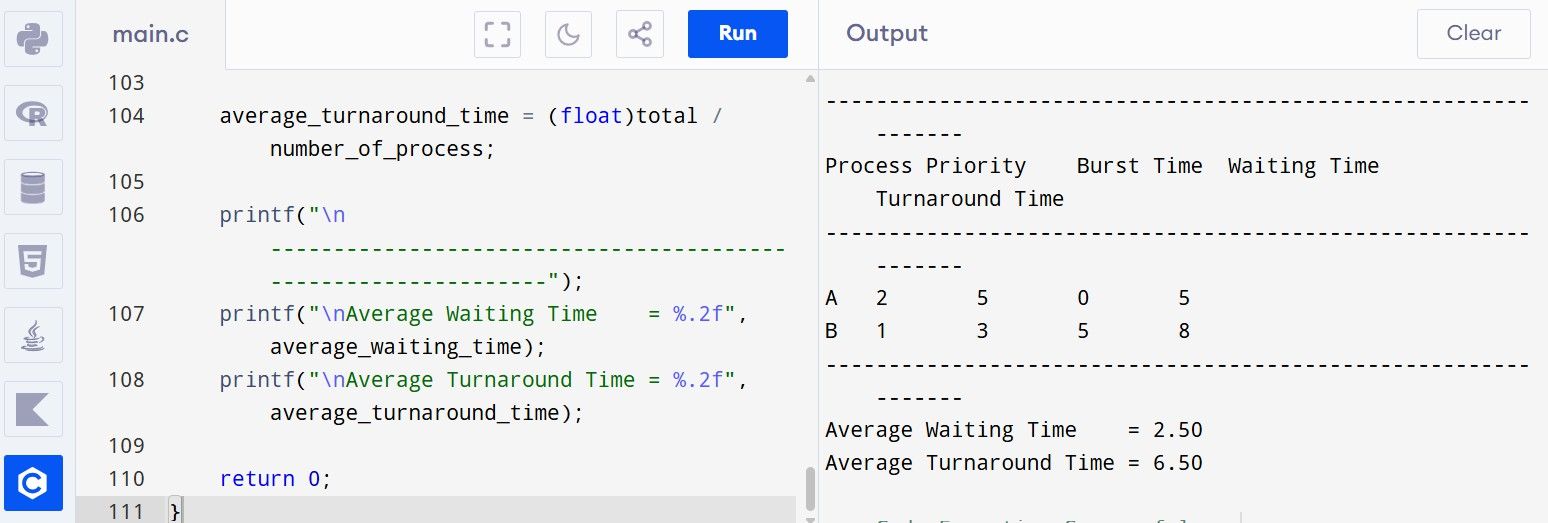 main.c
Run
Output
Clear
103
104 average_turnaround_time = (float)total /
number_of_process;
105
106 printf("\n
-----------------------------------------
----------------------");
107 printf("\nAverage Waiting Time    = %.2f",
average_waiting_time);
108 printf("\nAverage Turnaround Time = %.2f",
average_turnaround_time);
109
110 return 0;
111 }
--------------------------------------------------------
-------
Process Priority    Burst Time  Waiting Time
Turnaround Time
--------------------------------------------------------
-------
A   2       5       0       5
B   1       3       5       8
--------------------------------------------------------
-------
Average Waiting Time    = 2.50
Average Turnaround Time = 6.50